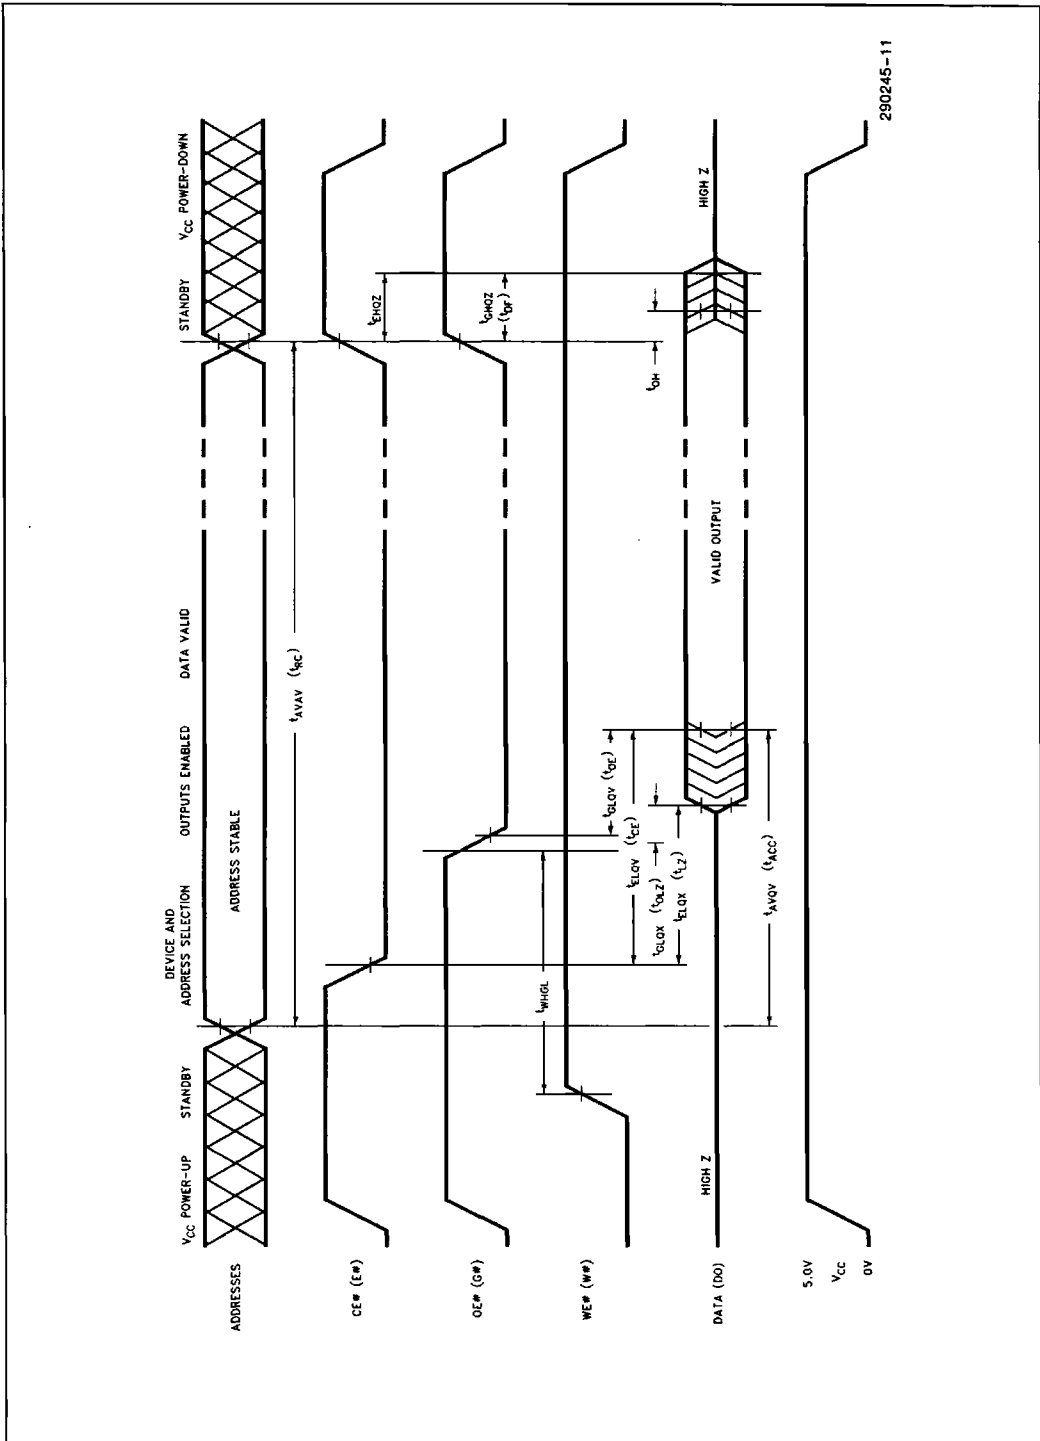 VCC POWER-UP
STANDBY
DEVICE AND
ADDRESS SELECTION
OUTPUTS ENABLED
DATA VALID
STANDBY
VCC POWER-DOWN
ADDRESSES
ADDRESS STABLE
tAVAV (tRC)
CE# (E#)
tEHQZ
OE# (G#)
tWHGL
tGHQZ
(tDF)
WE# (W#)
tGLQV (tOE)
tELQV (tCE)
tGLQX (tOLZ)
tELQX (tLZ)
tOH
DATA (DQ)
HIGH Z
VALID OUTPUT
HIGH Z
tAVQV (tACC)
5.0V
VCC
0V
290245-11